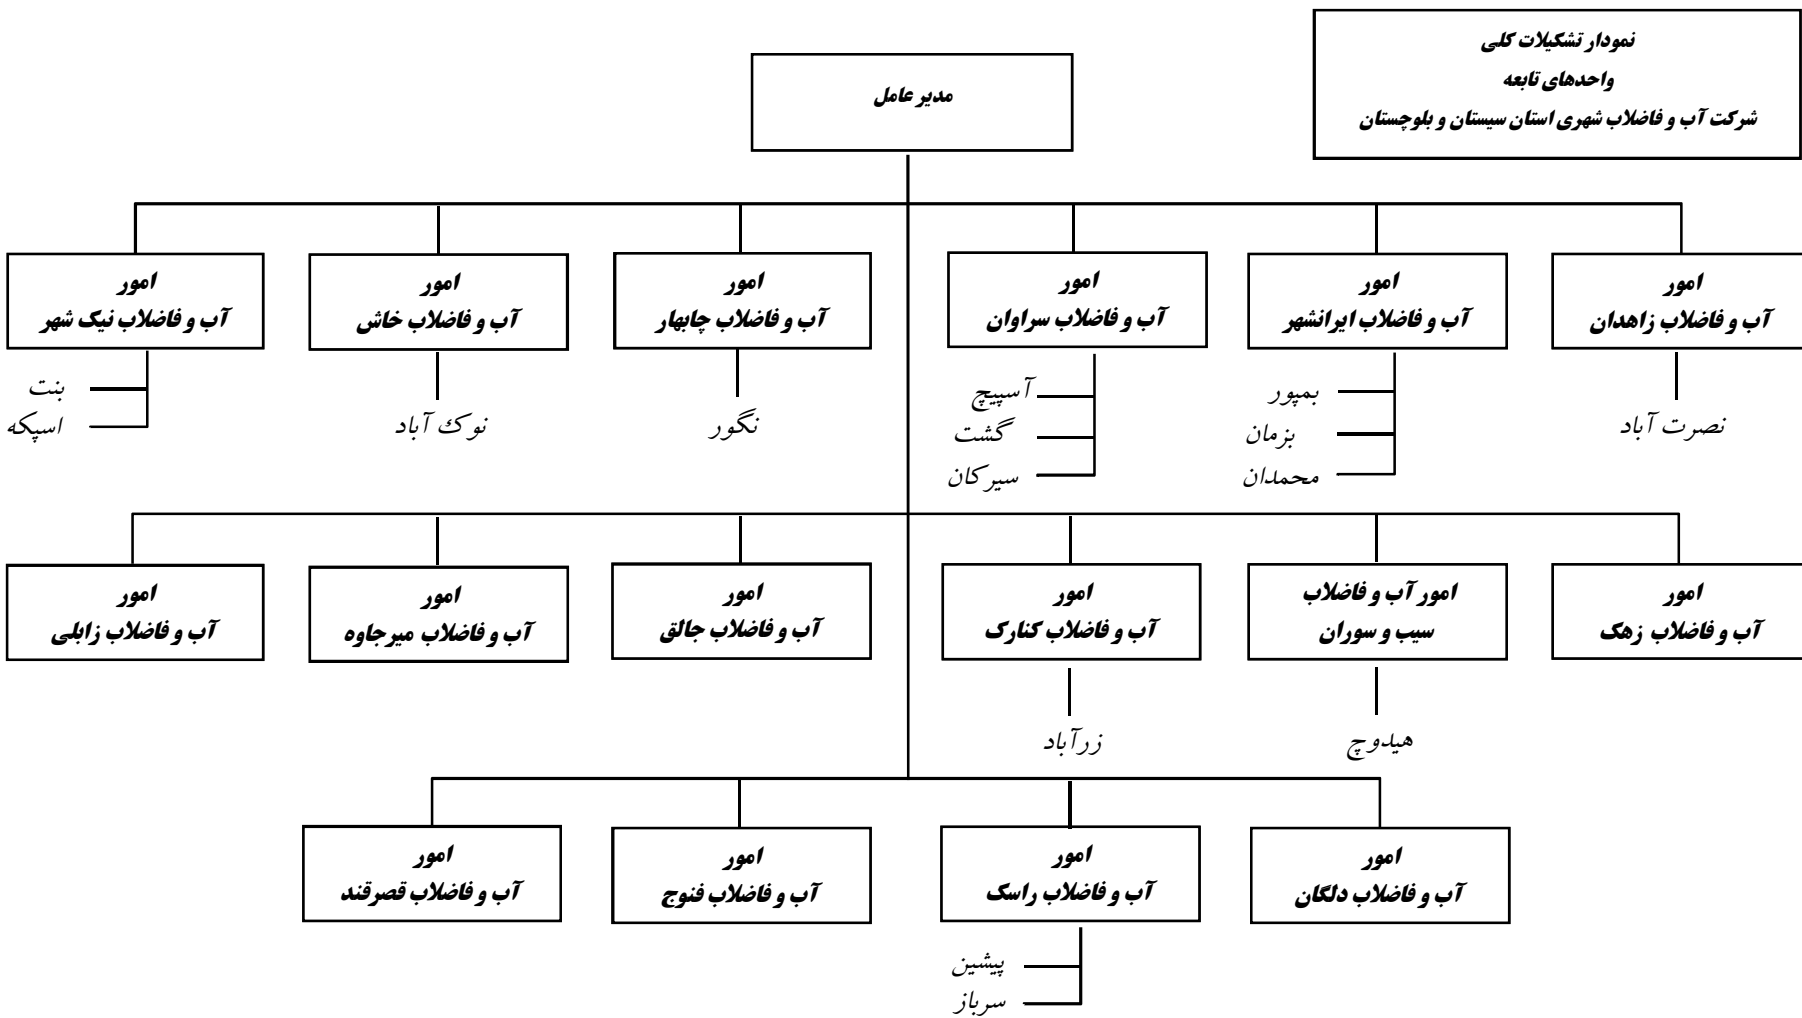 نمودار تشکیلات کلی
واحدهای تابعه
شرکت آب و فاضلاب شهری استان سیستان و بلوچستان
مدیر عامل
امور
آب و فاضلاب زاهدان
نصرت آباد
امور
آب و فاضلاب ایرانشهر
بمپور
بزمان
محمدان
امور
آب و فاضلاب سراوان
آسپیچ
گشت
سیرکان
امور
آب و فاضلاب چابهار
نگور
امور
آب و فاضلاب خاش
نوک آباد
امور
آب و فاضلاب نیک شهر
بنت
اسپکه
امور
آب و فاضلاب زهک
امور آب و فاضلاب
سیب و سوران
هیدوچ
امور
آب و فاضلاب کنارک
زرآباد
امور
آب و فاضلاب جالق
امور
آب و فاضلاب میرجاوه
امور
آب و فاضلاب زابلی
امور
آب و فاضلاب دلگان
امور
آب و فاضلاب راسک
پیشین
سرباز
امور
آب و فاضلاب فنوج
امور
آب و فاضلاب قصرقند